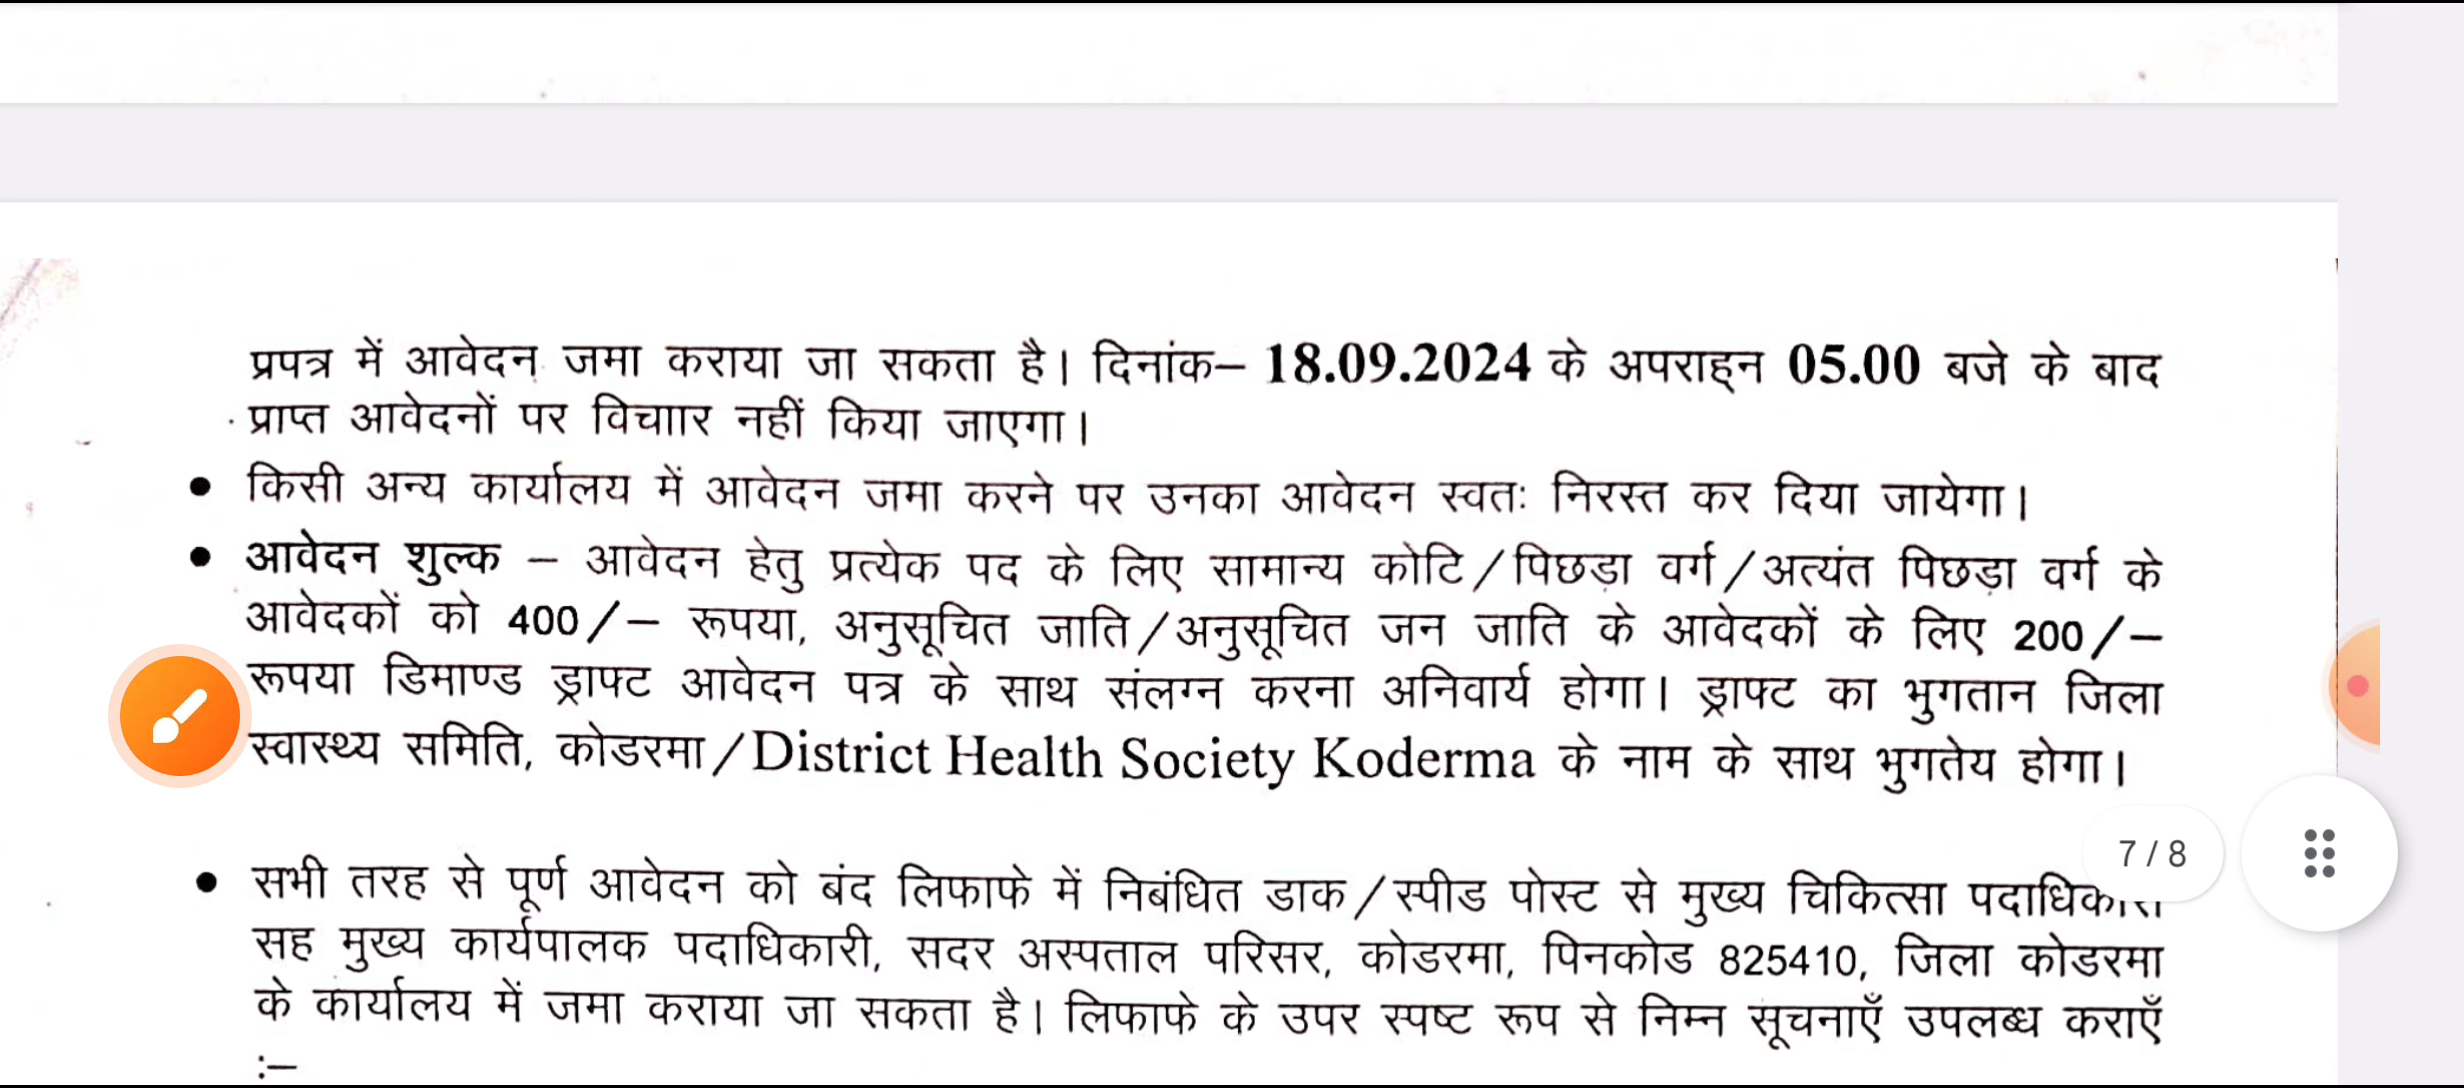 प्रपत्र में आवेदन जमा कराया जा सकता है। दिनांक– 18.09.2024 के अपराह्न 05.00 बजे के बाद
प्राप्त आवेदनों पर विचाार नहीं किया जाएगा।
• किसी अन्य कार्यालय में आवेदन जमा करने पर उनका आवेदन स्वतः निरस्त कर दिया जायेगा।
• आवेदन शुल्क – आवेदन हेतु प्रत्येक पद के लिए सामान्य कोटि/पिछड़ा वर्ग/अत्यंत पिछड़ा वर्ग के
आवेदकों को 400/– रूपया, अनुसूचित जाति/अनुसूचित जन जाति के आवेदकों के लिए 200/–
रूपया डिमाण्ड ड्राफ्ट आवेदन पत्र के साथ संलग्न करना अनिवार्य होगा। ड्राफ्ट का भुगतान जिला
स्वास्थ्य समिति, कोडरमा/District Health Society Koderma के नाम के साथ भुगतेय होगा।
7/8
• सभी तरह से पूर्ण आवेदन को बंद लिफाफे में निबंधित डाक/स्पीड पोस्ट से मुख्य चिकित्सा पदाधिकारी
सह मुख्य कार्यपालक पदाधिकारी, सदर अस्पताल परिसर, कोडरमा, पिनकोड 825410, जिला कोडरमा
के कार्यालय में जमा कराया जा सकता है। लिफाफे के उपर स्पष्ट रूप से निम्न सूचनाएँ उपलब्ध कराएँ
:–